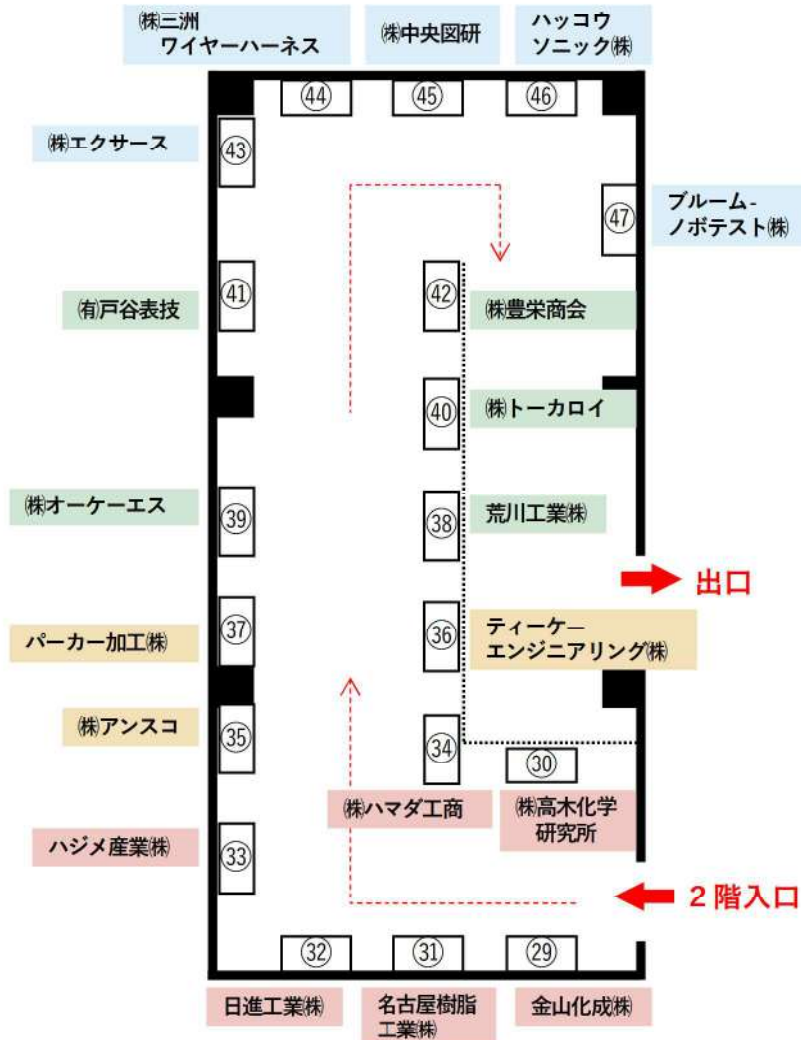 ㈱三洲
ワイヤーハーネス
㈱中央図研
ハッコウ
ソニック㈱
㊹
㊺
㊻
㈱エクサース
㊸
㊼
ブルーム-
ノボテスト㈱
㈲戸谷表技
㊶
㊷
㈱豊栄商会
㊵
㈱トーカロイ
㈱オーケーエス
㊴
㊳
荒川工業㈱
出口
パーカー加工㈱
㊲
㊱
ティーケー
エンジニアリング㈱
㈱アンスコ
㉟
㉞
㉚
㈱ハマダ工商
㈱高木化学
研究所
ハジメ産業㈱
㉝
２階入口
㉜
㉛
㉙
日進工業㈱
名古屋樹脂
工業㈱
金山化成㈱